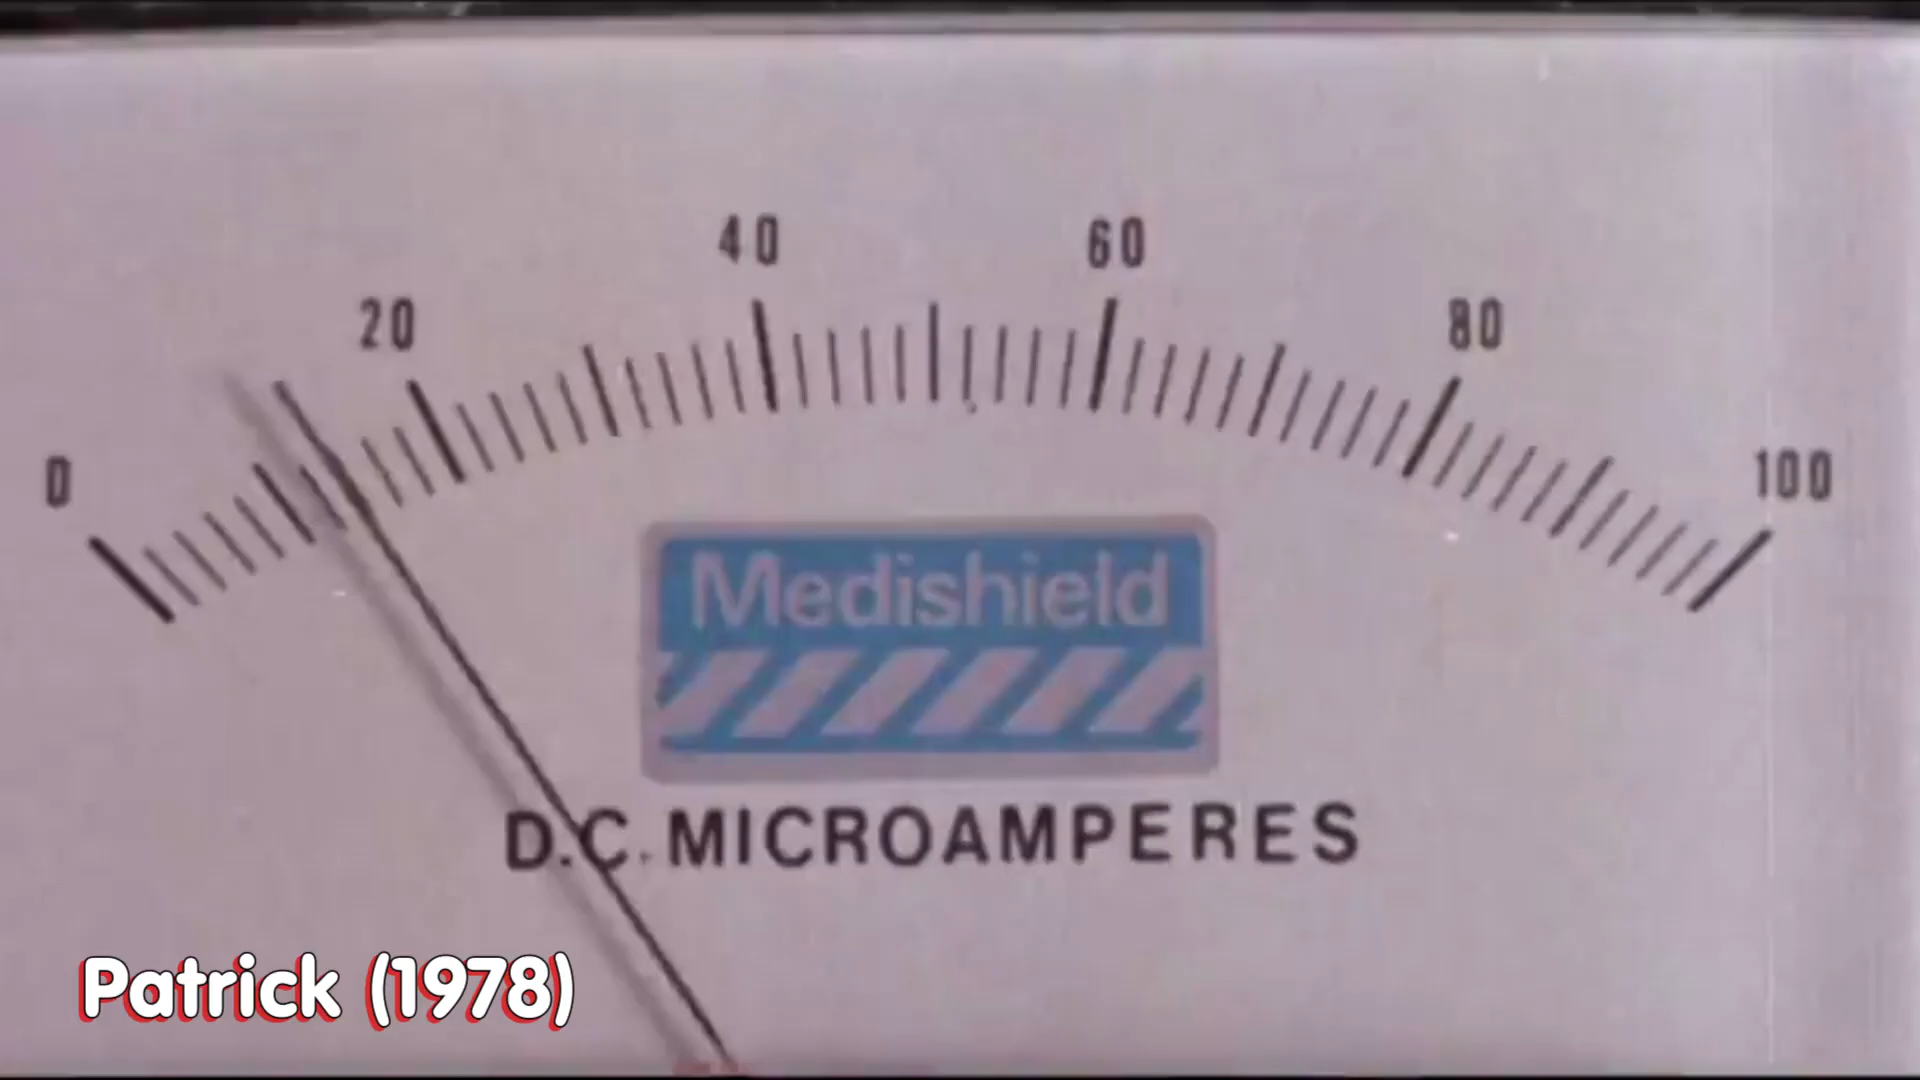 40 60
20 80
0 100
Medishield
D.C. MICROAMPERES
Patrick (1978)